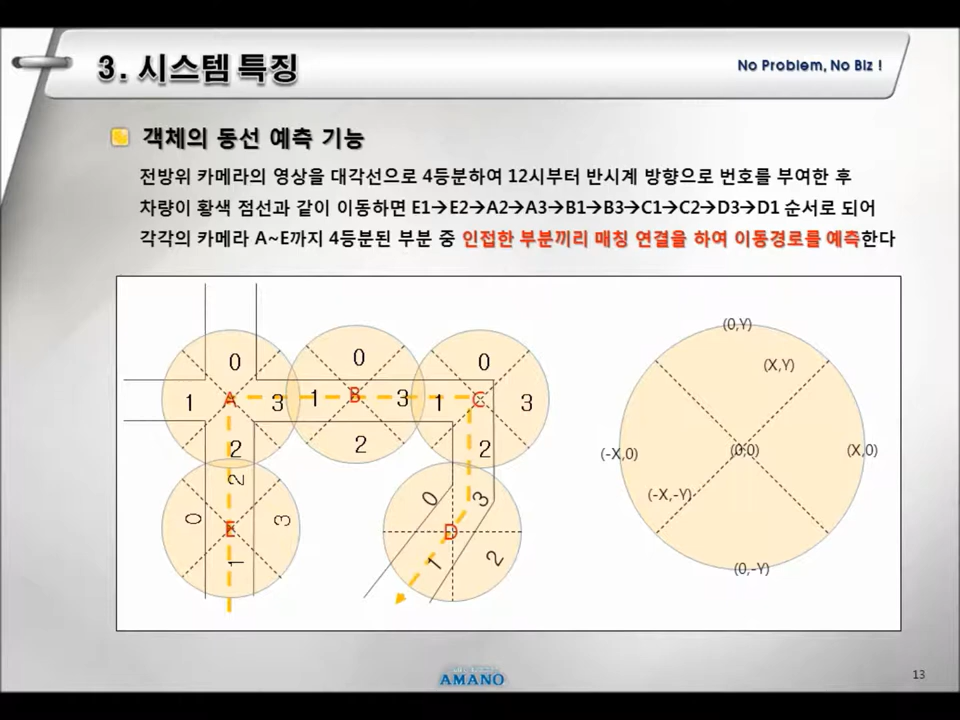 3. 시스템 특징
No Problem, No Biz !
객체의 동선 예측 기능
전방위 카메라의 영상을 대각선으로 4등분하여 12시부터 반시계 방향으로 번호를 부여한 후
차량이 황색 점선과 같이 이동하면 E1→E2→A2→A3→B1→B3→C1→C2→D3→D1 순서로 되어
각각의 카메라 A~E까지 4등분된 부분 중 인접한 부분끼리 매칭 연결을 하여 이동경로를 예측한다
0
1
A
3
2
0
1
B
3
2
0
1
C
3
2
2
0
E
3
1
0
3
D
1
2
(0,Y)
(X,Y)
(-X,0)
(0,0)
(X,0)
(-X,-Y)
(0,-Y)
AMANO
13